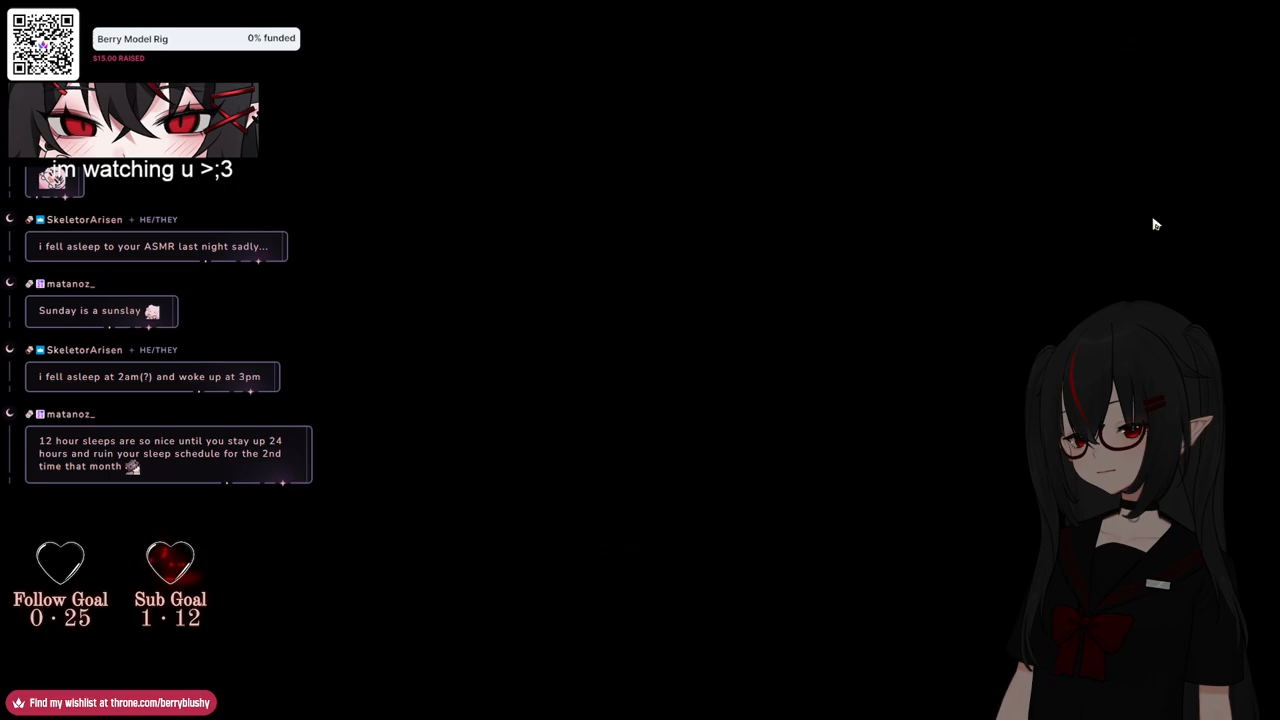 Berry Model Rig 0% funded
$15.00 RAISED
im watching u >;3
SkeletorArisen + HE/THEY
i fell asleep to your ASMR last night sadly...
matanoz_
Sunday is a sunslay
SkeletorArisen + HE/THEY
i fell asleep at 2am(?) and woke up at 3pm
matanoz_
12 hour sleeps are so nice until you stay up 24
hours and ruin your sleep schedule for the 2nd
time that month
Follow Goal
0 · 25
Sub Goal
1 · 12
Find my wishlist at throne.com/berryblushy